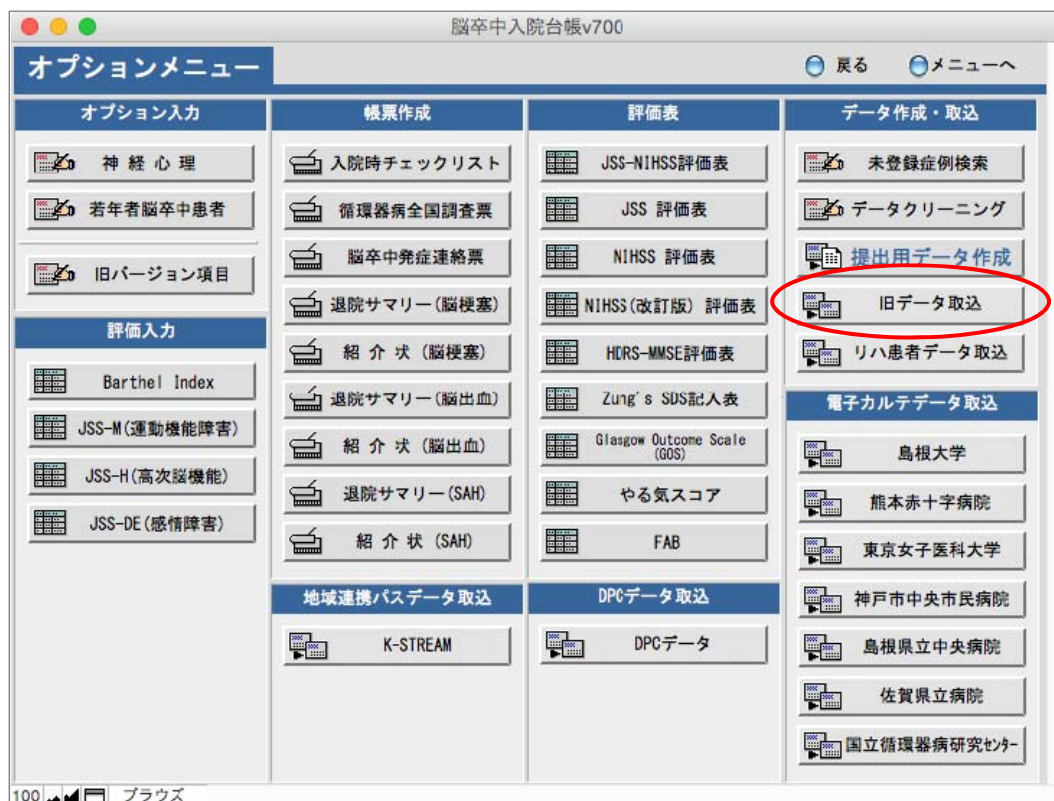 脳卒中入院台帳v700
オプションメニュー
戻る
メニューへ
オプション入力
神 経 心 理
若年者脳卒中患者
旧バージョン項目
評価入力
Barthel Index
JSS-M(運動機能障害)
JSS-H(高次脳機能)
JSS-DE(感情障害)
帳票作成
入院時チェックリスト
循環器病全国調査票
脳卒中発症連絡票
退院サマリー(脳梗塞)
紹 介 状 (脳梗塞)
退院サマリー(脳出血)
紹 介 状 (脳出血)
退院サマリー(SAH)
紹 介 状 (SAH)
地域連携パスデータ取込
K-STREAM
評価表
JSS-NIHSS評価表
JSS 評価表
NIHSS 評価表
NIHSS(改訂版) 評価表
HDRS-MMSE評価表
Zung's SDS記入表
Glasgow Outcome Scale
(GOS)
やる気スコア
FAB
DPCデータ取込
DPCデータ
データ作成・取込
未登録症例検索
データクリーニング
提出用データ作成
旧データ取込
リハ患者データ取込
電子カルテデータ取込
島根大学
熊本赤十字病院
東京女子医科大学
神戸市中央市民病院
島根県立中央病院
佐賀県立病院
国立循環器病研究センター
100
ブラウズ